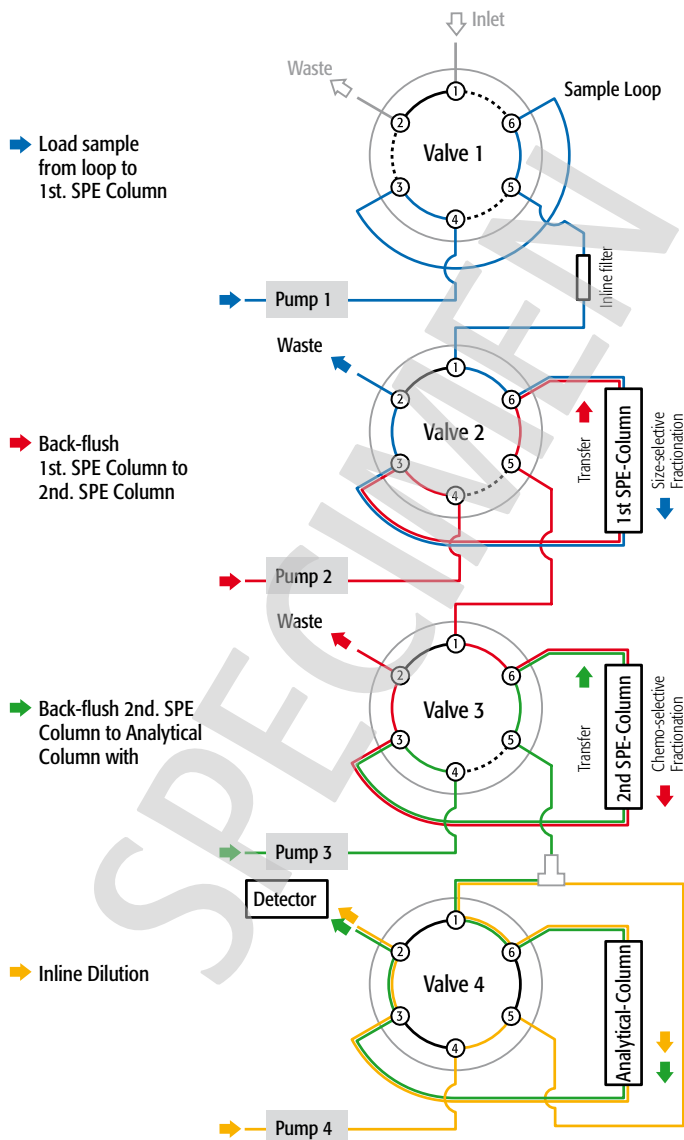 Inlet
Waste
1
2
3
4
5
6
Valve 1
Sample Loop
Load sample
from loop to
1st. SPE Column
Inline filter
Pump 1
Waste
1
2
3
4
5
6
Valve 2
Transfer
1st SPE-Column
Size-selective
Fractionation
Back-flush
1st. SPE Column to
2nd. SPE Column
Pump 2
Waste
1
2
3
4
5
6
Valve 3
Transfer
2nd SPE-Column
Chemo-selective
Fractionation
Back-flush 2nd. SPE
Column to Analytical
Column with
Pump 3
Detector
1
2
3
4
5
6
Valve 4
Analytical-Column
Inline Dilution
Pump 4
SPECIMEN